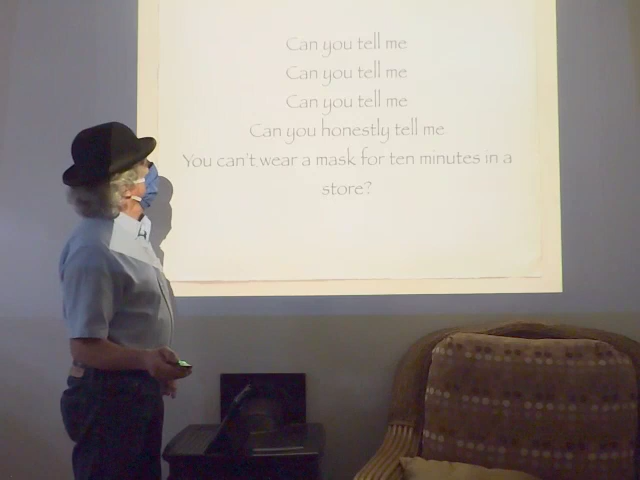 Can you tell me
Can you tell me
Can you tell me
Can you honestly tell me
You can't wear a mask for ten minutes in a
store?